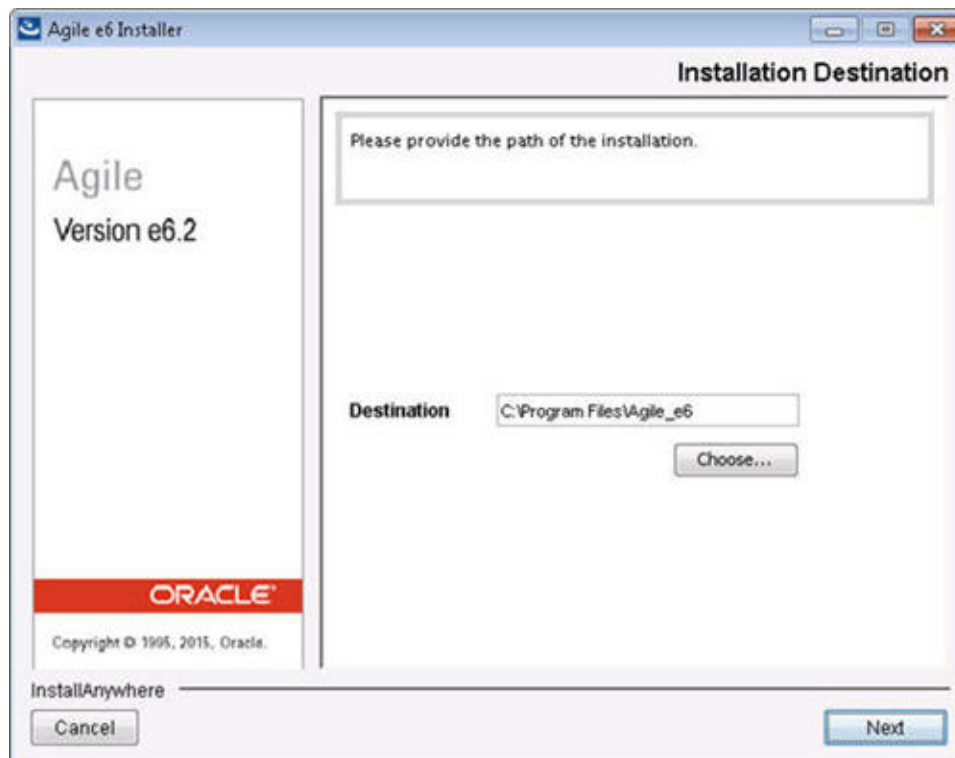 Agile e6 Installer
Installation Destination
Agile
Version e6.2
Please provide the path of the installation.
Destination
C:\Program Files\Agile_e6
Choose...
ORACLE®
Copyright © 1995, 2015, Oracle.
InstallAnywhere
Cancel
Next